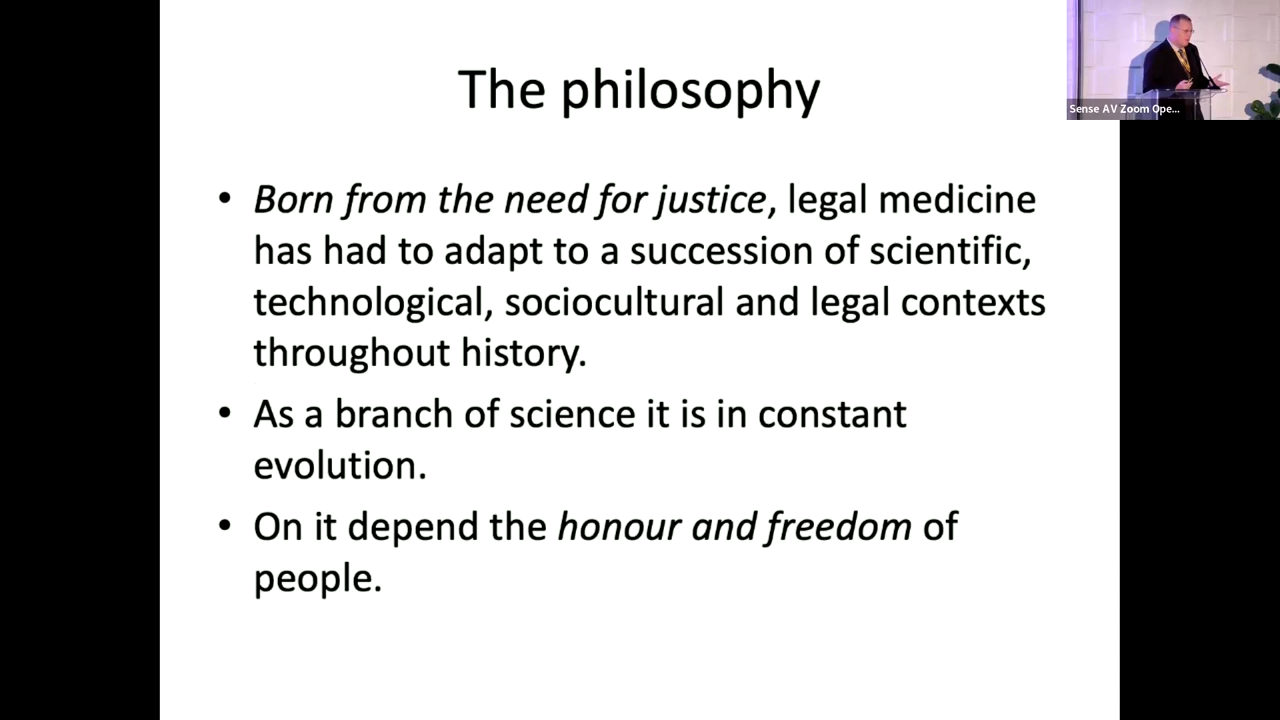 The philosophy
• Born from the need for justice, legal medicine
has had to adapt to a succession of scientific,
technological, sociocultural and legal contexts
throughout history.
• As a branch of science it is in constant
evolution.
• On it depend the honour and freedom of
people.
Sense AV Zoom Ope...